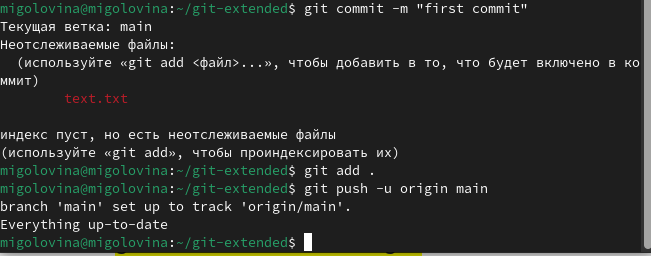 migolovina@migolovina:~/git-extended$ git commit -m "first commit"
Текущая ветка: main
Неотслеживаемые файлы:
  (используйте «git add <файл>...», чтобы добавить в то, что будет включено в ко
ммит)
        text.txt

индекс пуст, но есть неотслеживаемые файлы
(используйте «git add», чтобы проиндексировать их)
migolovina@migolovina:~/git-extended$ git add .
migolovina@migolovina:~/git-extended$ git push -u origin main
branch 'main' set up to track 'origin/main'.
Everything up-to-date
migolovina@migolovina:~/git-extended$